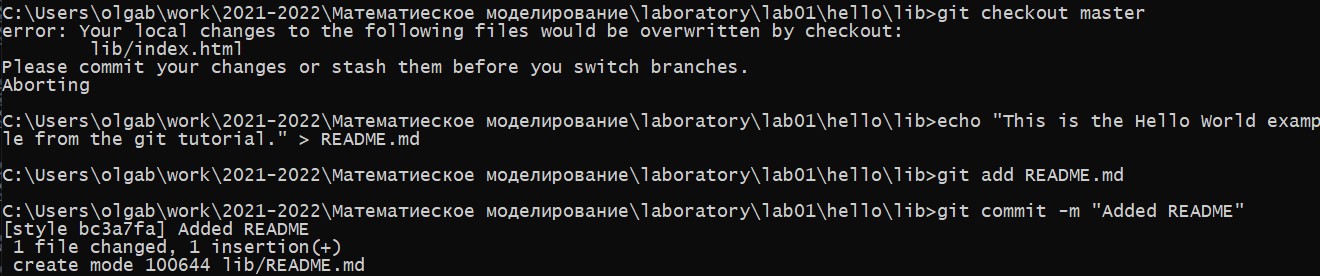 C:\Users\olgab\work\2021-2022\Математиеское моделирование\laboratory\lab01\hello\lib>git checkout master
error: Your local changes to the following files would be overwritten by checkout:
        lib/index.html
Please commit your changes or stash them before you switch branches.
Aborting
C:\Users\olgab\work\2021-2022\Математиеское моделирование\laboratory\lab01\hello\lib>echo "This is the Hello World examp
le from the git tutorial." > README.md
C:\Users\olgab\work\2021-2022\Математиеское моделирование\laboratory\lab01\hello\lib>git add README.md
C:\Users\olgab\work\2021-2022\Математиеское моделирование\laboratory\lab01\hello\lib>git commit -m "Added README"
[style bc3a7fa] Added README
 1 file changed, 1 insertion(+)
 create mode 100644 lib/README.md